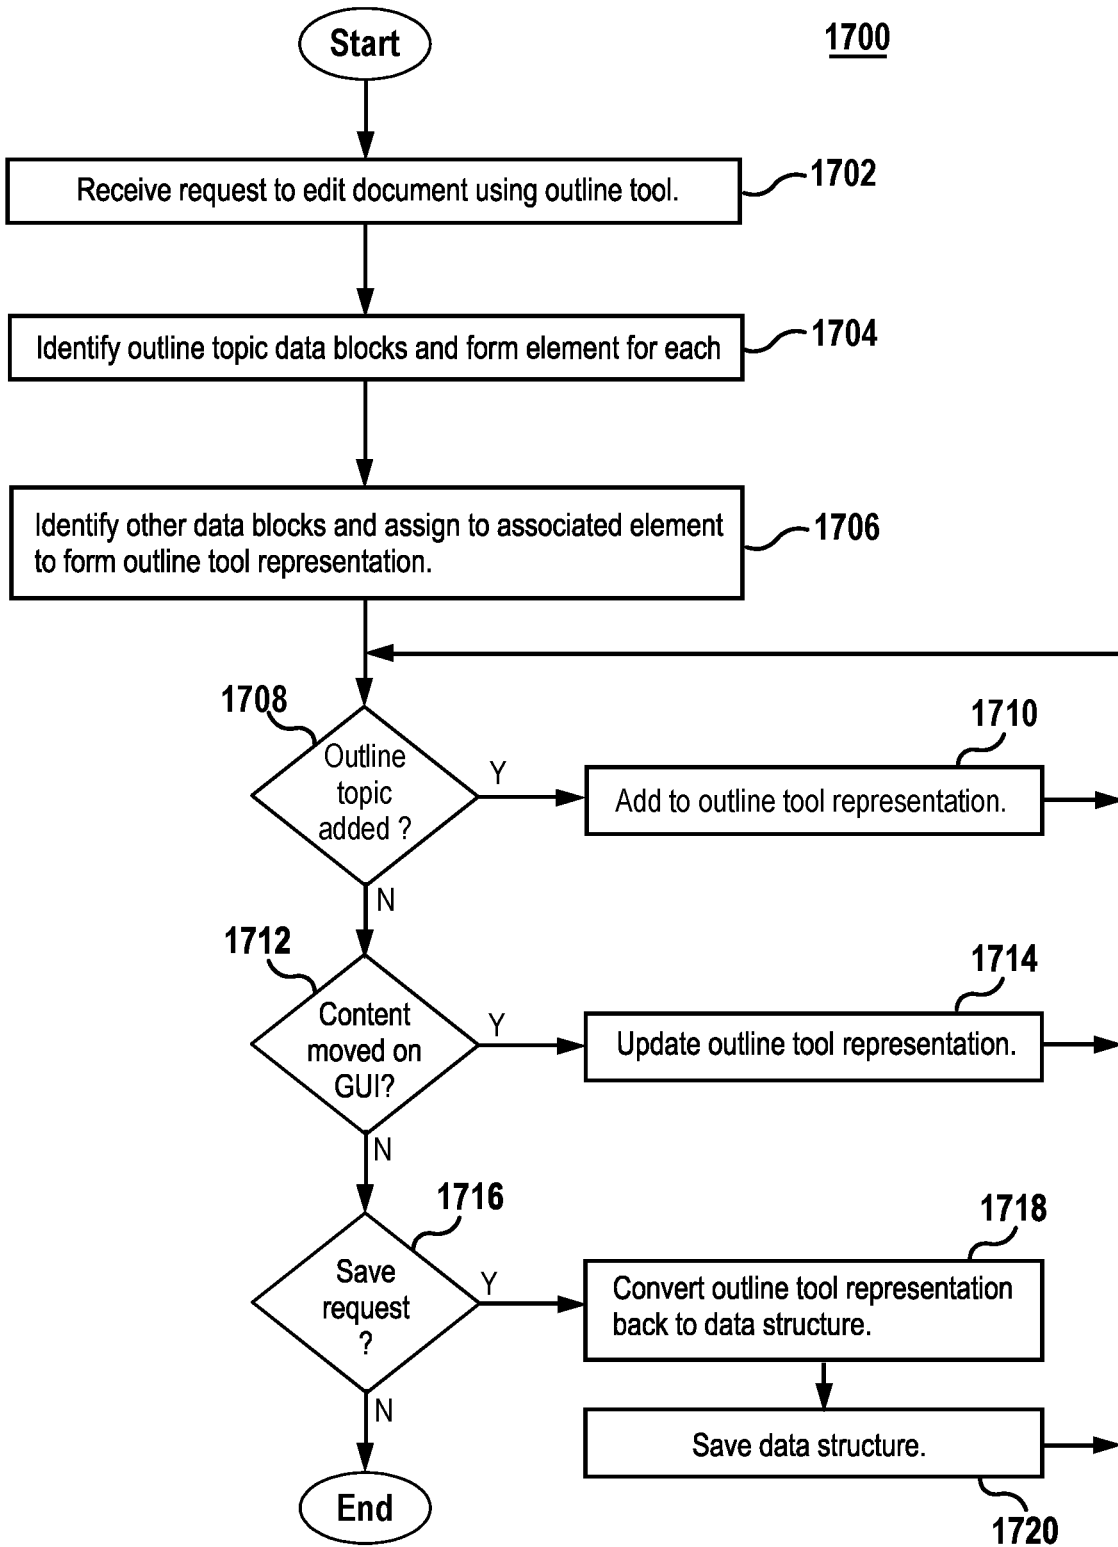 Start
1700
Receive request to edit document using outline tool.
1702
Identify outline topic data blocks and form element for each
1704
Identify other data blocks and assign to associated element
to form outline tool representation.
1706
1708
Outline
topic
added ?
Y
N
1710
Add to outline tool representation.
1712
Content
moved on
GUI?
Y
N
1714
Update outline tool representation.
1716
Save
request
?
Y
N
1718
Convert outline tool representation
back to data structure.
Save data structure.
1720
End